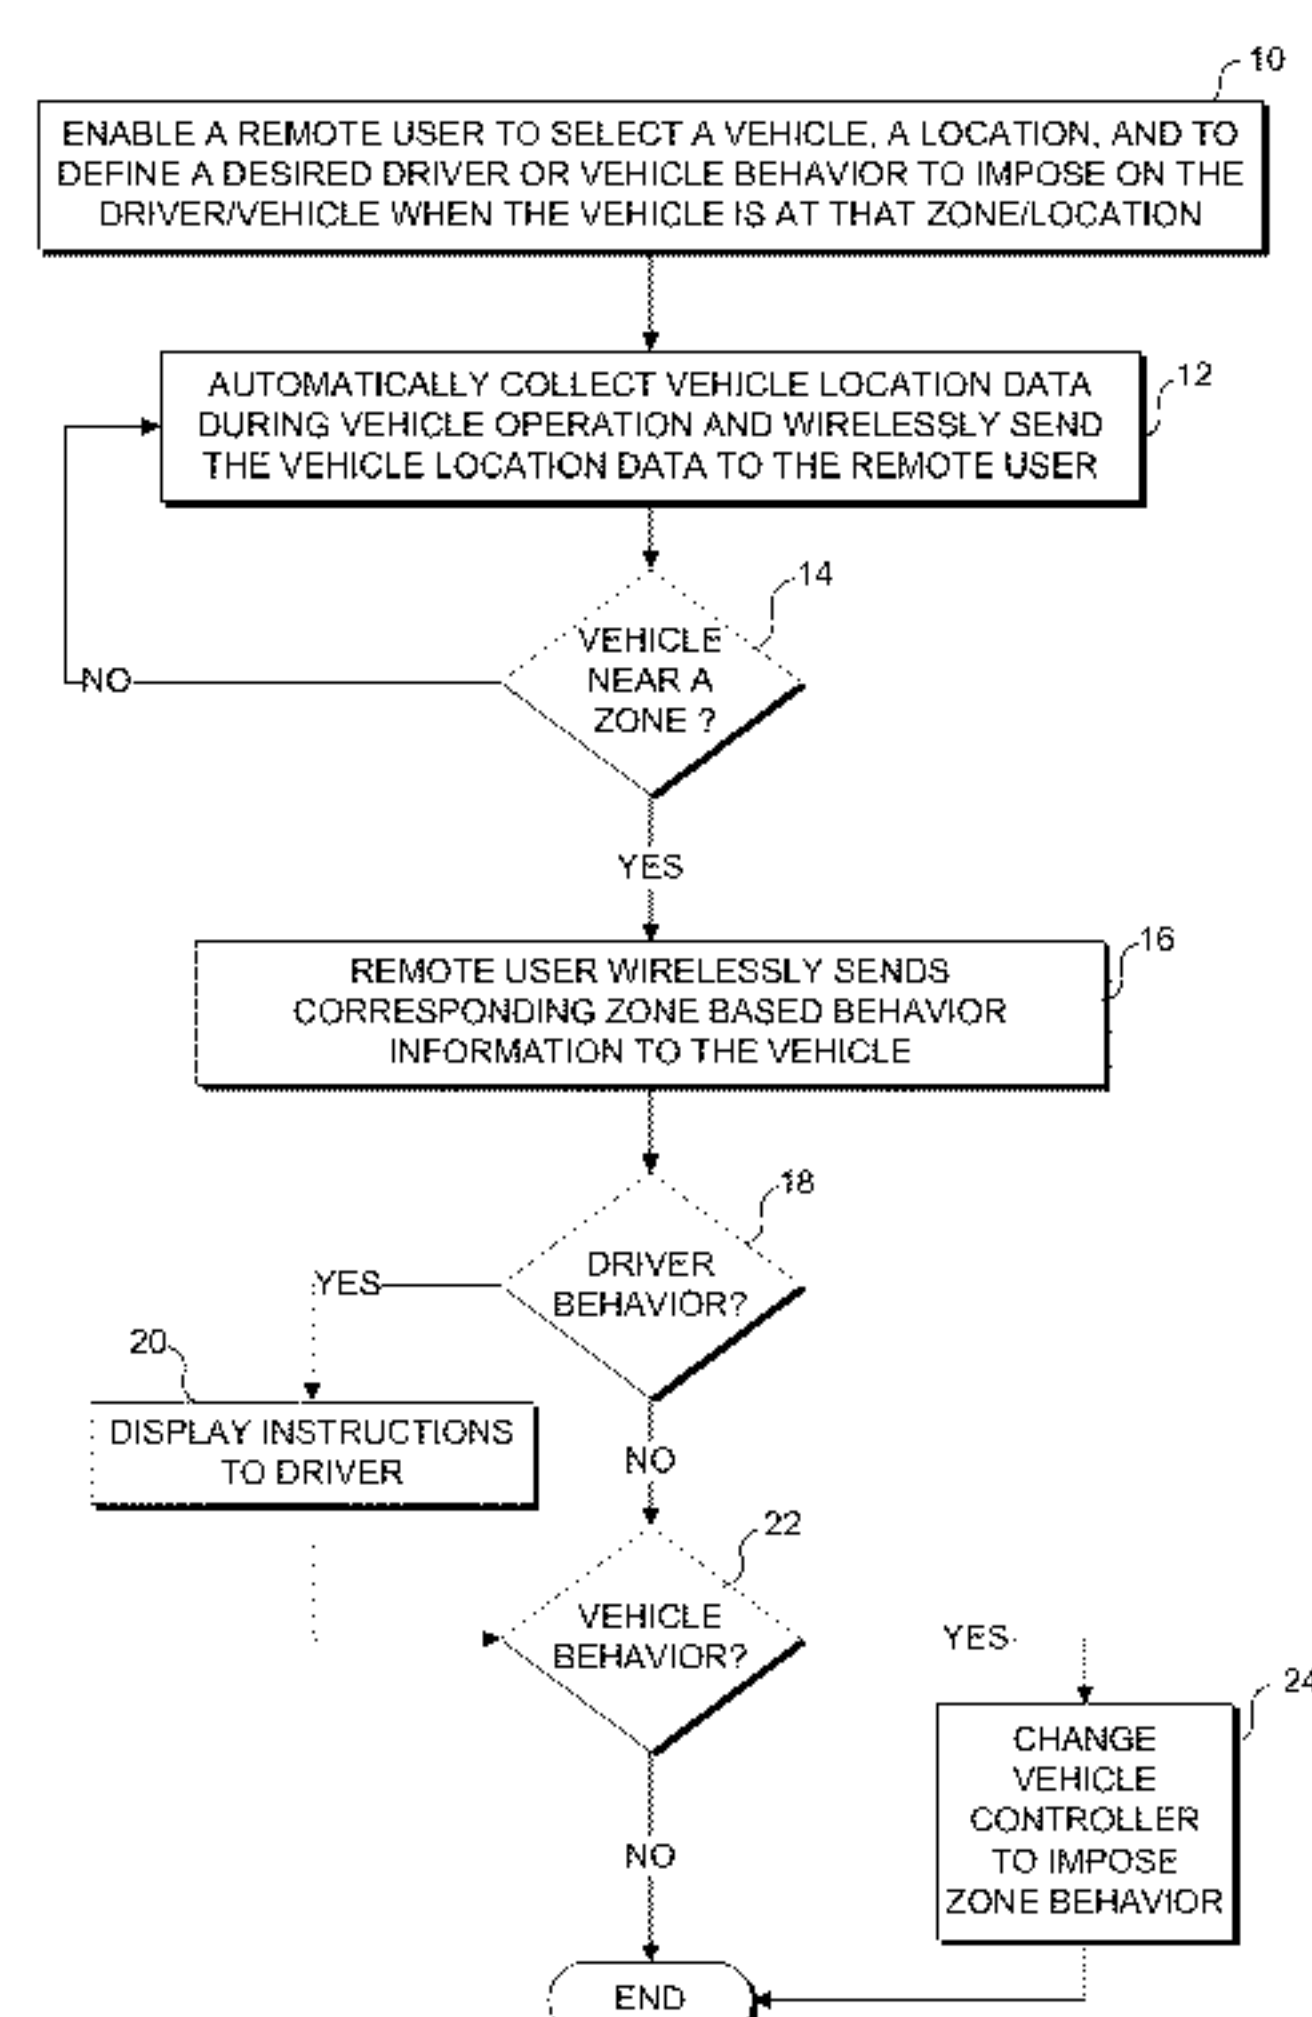 10
ENABLE A REMOTE USER TO SELECT A VEHICLE, A LOCATION, AND TO
DEFINE A DESIRED DRIVER OR VEHICLE BEHAVIOR TO IMPOSE ON THE
DRIVER/VEHICLE WHEN THE VEHICLE IS AT THAT ZONE/LOCATION
12
AUTOMATICALLY COLLECT VEHICLE LOCATION DATA
DURING VEHICLE OPERATION AND WIRELESSLY SEND
THE VEHICLE LOCATION DATA TO THE REMOTE USER
14
VEHICLE
NEAR A
ZONE ?
NO
YES
16
REMOTE USER WIRELESSLY SENDS
CORRESPONDING ZONE BASED BEHAVIOR
INFORMATION TO THE VEHICLE
18
DRIVER
BEHAVIOR?
YES
20
DISPLAY INSTRUCTIONS
TO DRIVER
NO
22
VEHICLE
BEHAVIOR?
YES
24
CHANGE
VEHICLE
CONTROLLER
TO IMPOSE
ZONE BEHAVIOR
NO
END